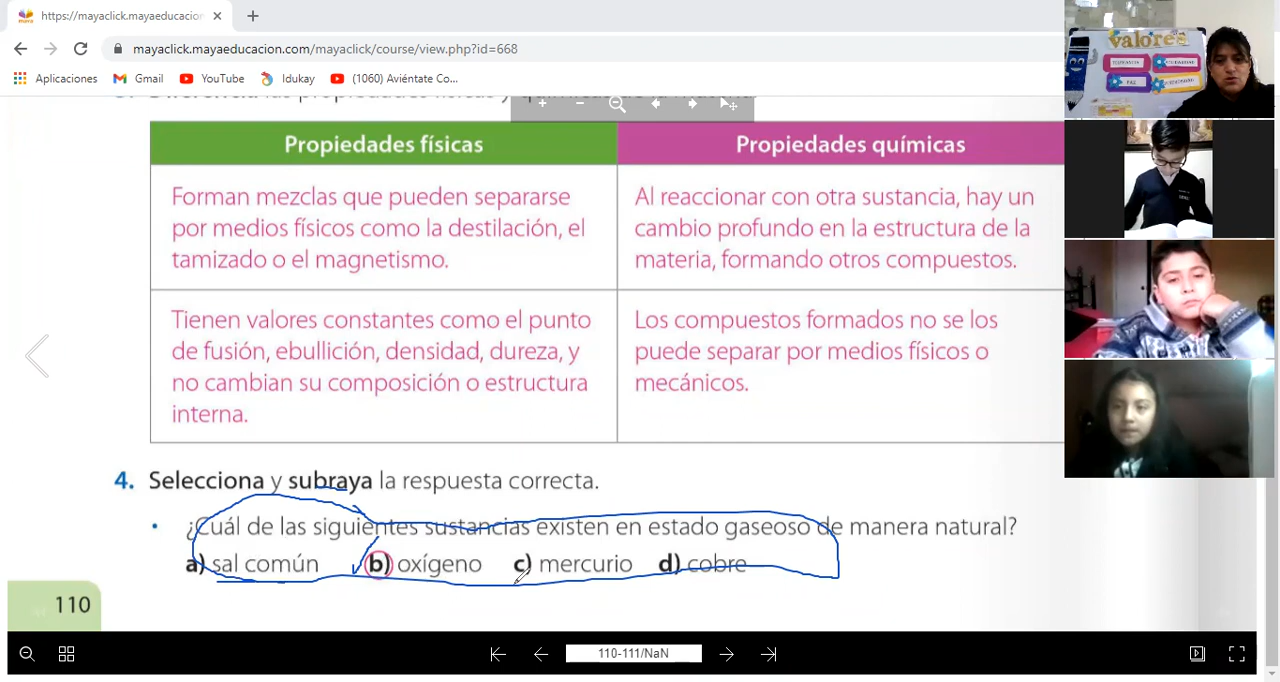 https://mayaclick.mayaeducacion
mayaclick.mayaeducacion.com/mayaclick/course/view.php?id=668
Aplicaciones Gmail YouTube Idukay (1060) Aviéntate Co...
Propiedades físicas Propiedades químicas
Forman mezclas que pueden separarse
por medios físicos como la destilación, el
tamizado o el magnetismo.
Al reaccionar con otra sustancia, hay un
cambio profundo en la estructura de la
materia, formando otros compuestos.
Tienen valores constantes como el punto
de fusión, ebullición, densidad, dureza, y
no cambian su composición o estructura
interna.
Los compuestos formados no se los
puede separar por medios físicos o
mecánicos.
4. Selecciona y subraya la respuesta correcta.
• ¿Cuál de las siguientes sustancias existen en estado gaseoso de manera natural?
a) sal común b) oxígeno c) mercurio d) cobre
110
110-111/NaN
valores
PAZ